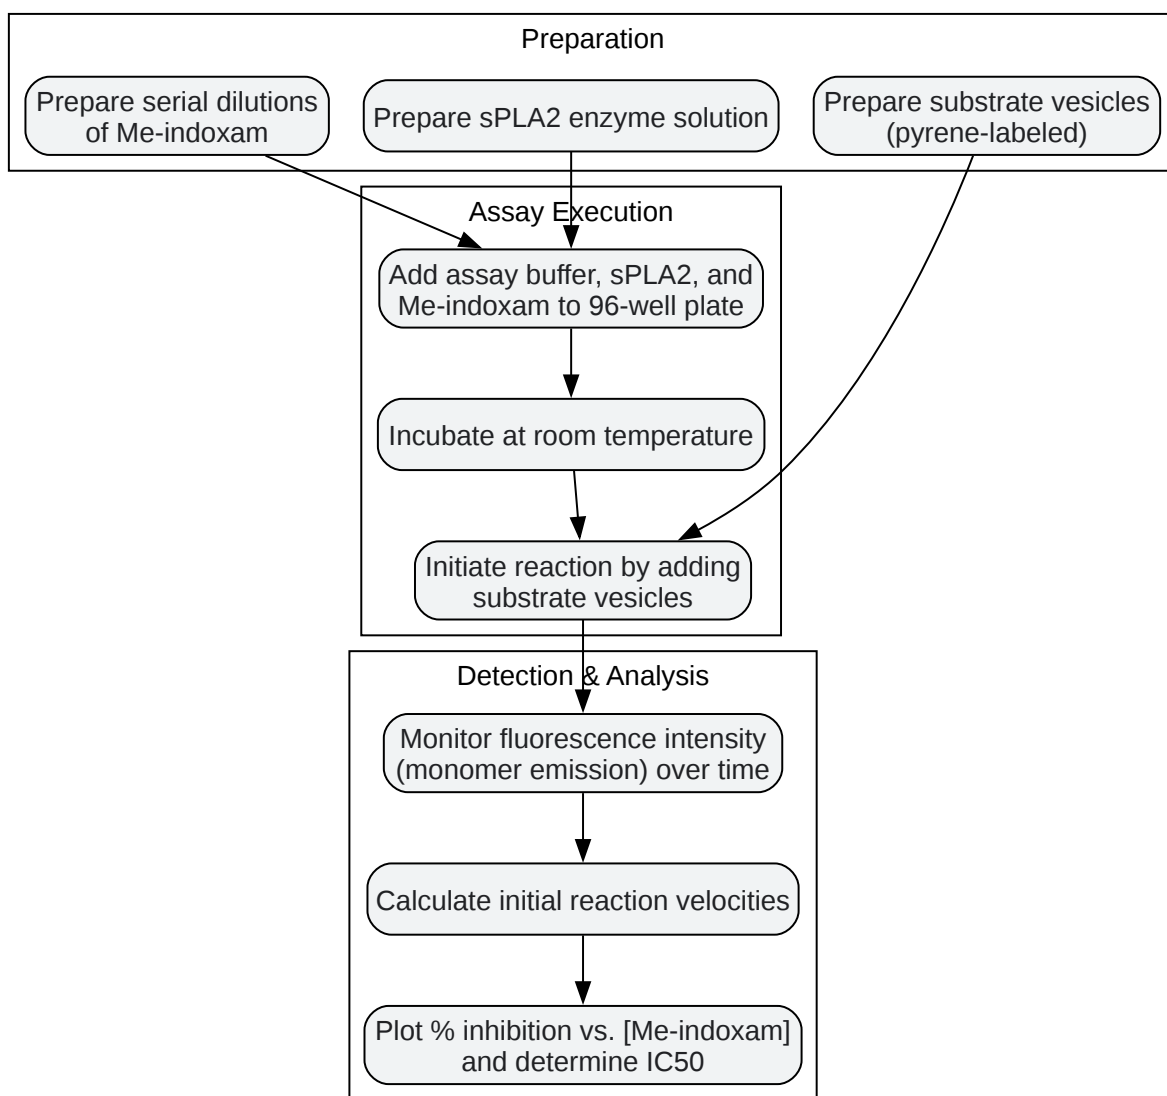 Preparation
Prepare serial dilutions
of Me-indoxam
Prepare sPLA2 enzyme solution
Prepare substrate vesicles
(pyrene-labeled)
Assay Execution
Add assay buffer, sPLA2, and
Me-indoxam to 96-well plate
Incubate at room temperature
Initiate reaction by adding
substrate vesicles
Detection & Analysis
Monitor fluorescence intensity
(monomer emission) over time
Calculate initial reaction velocities
Plot % inhibition vs. [Me-indoxam]
and determine IC50